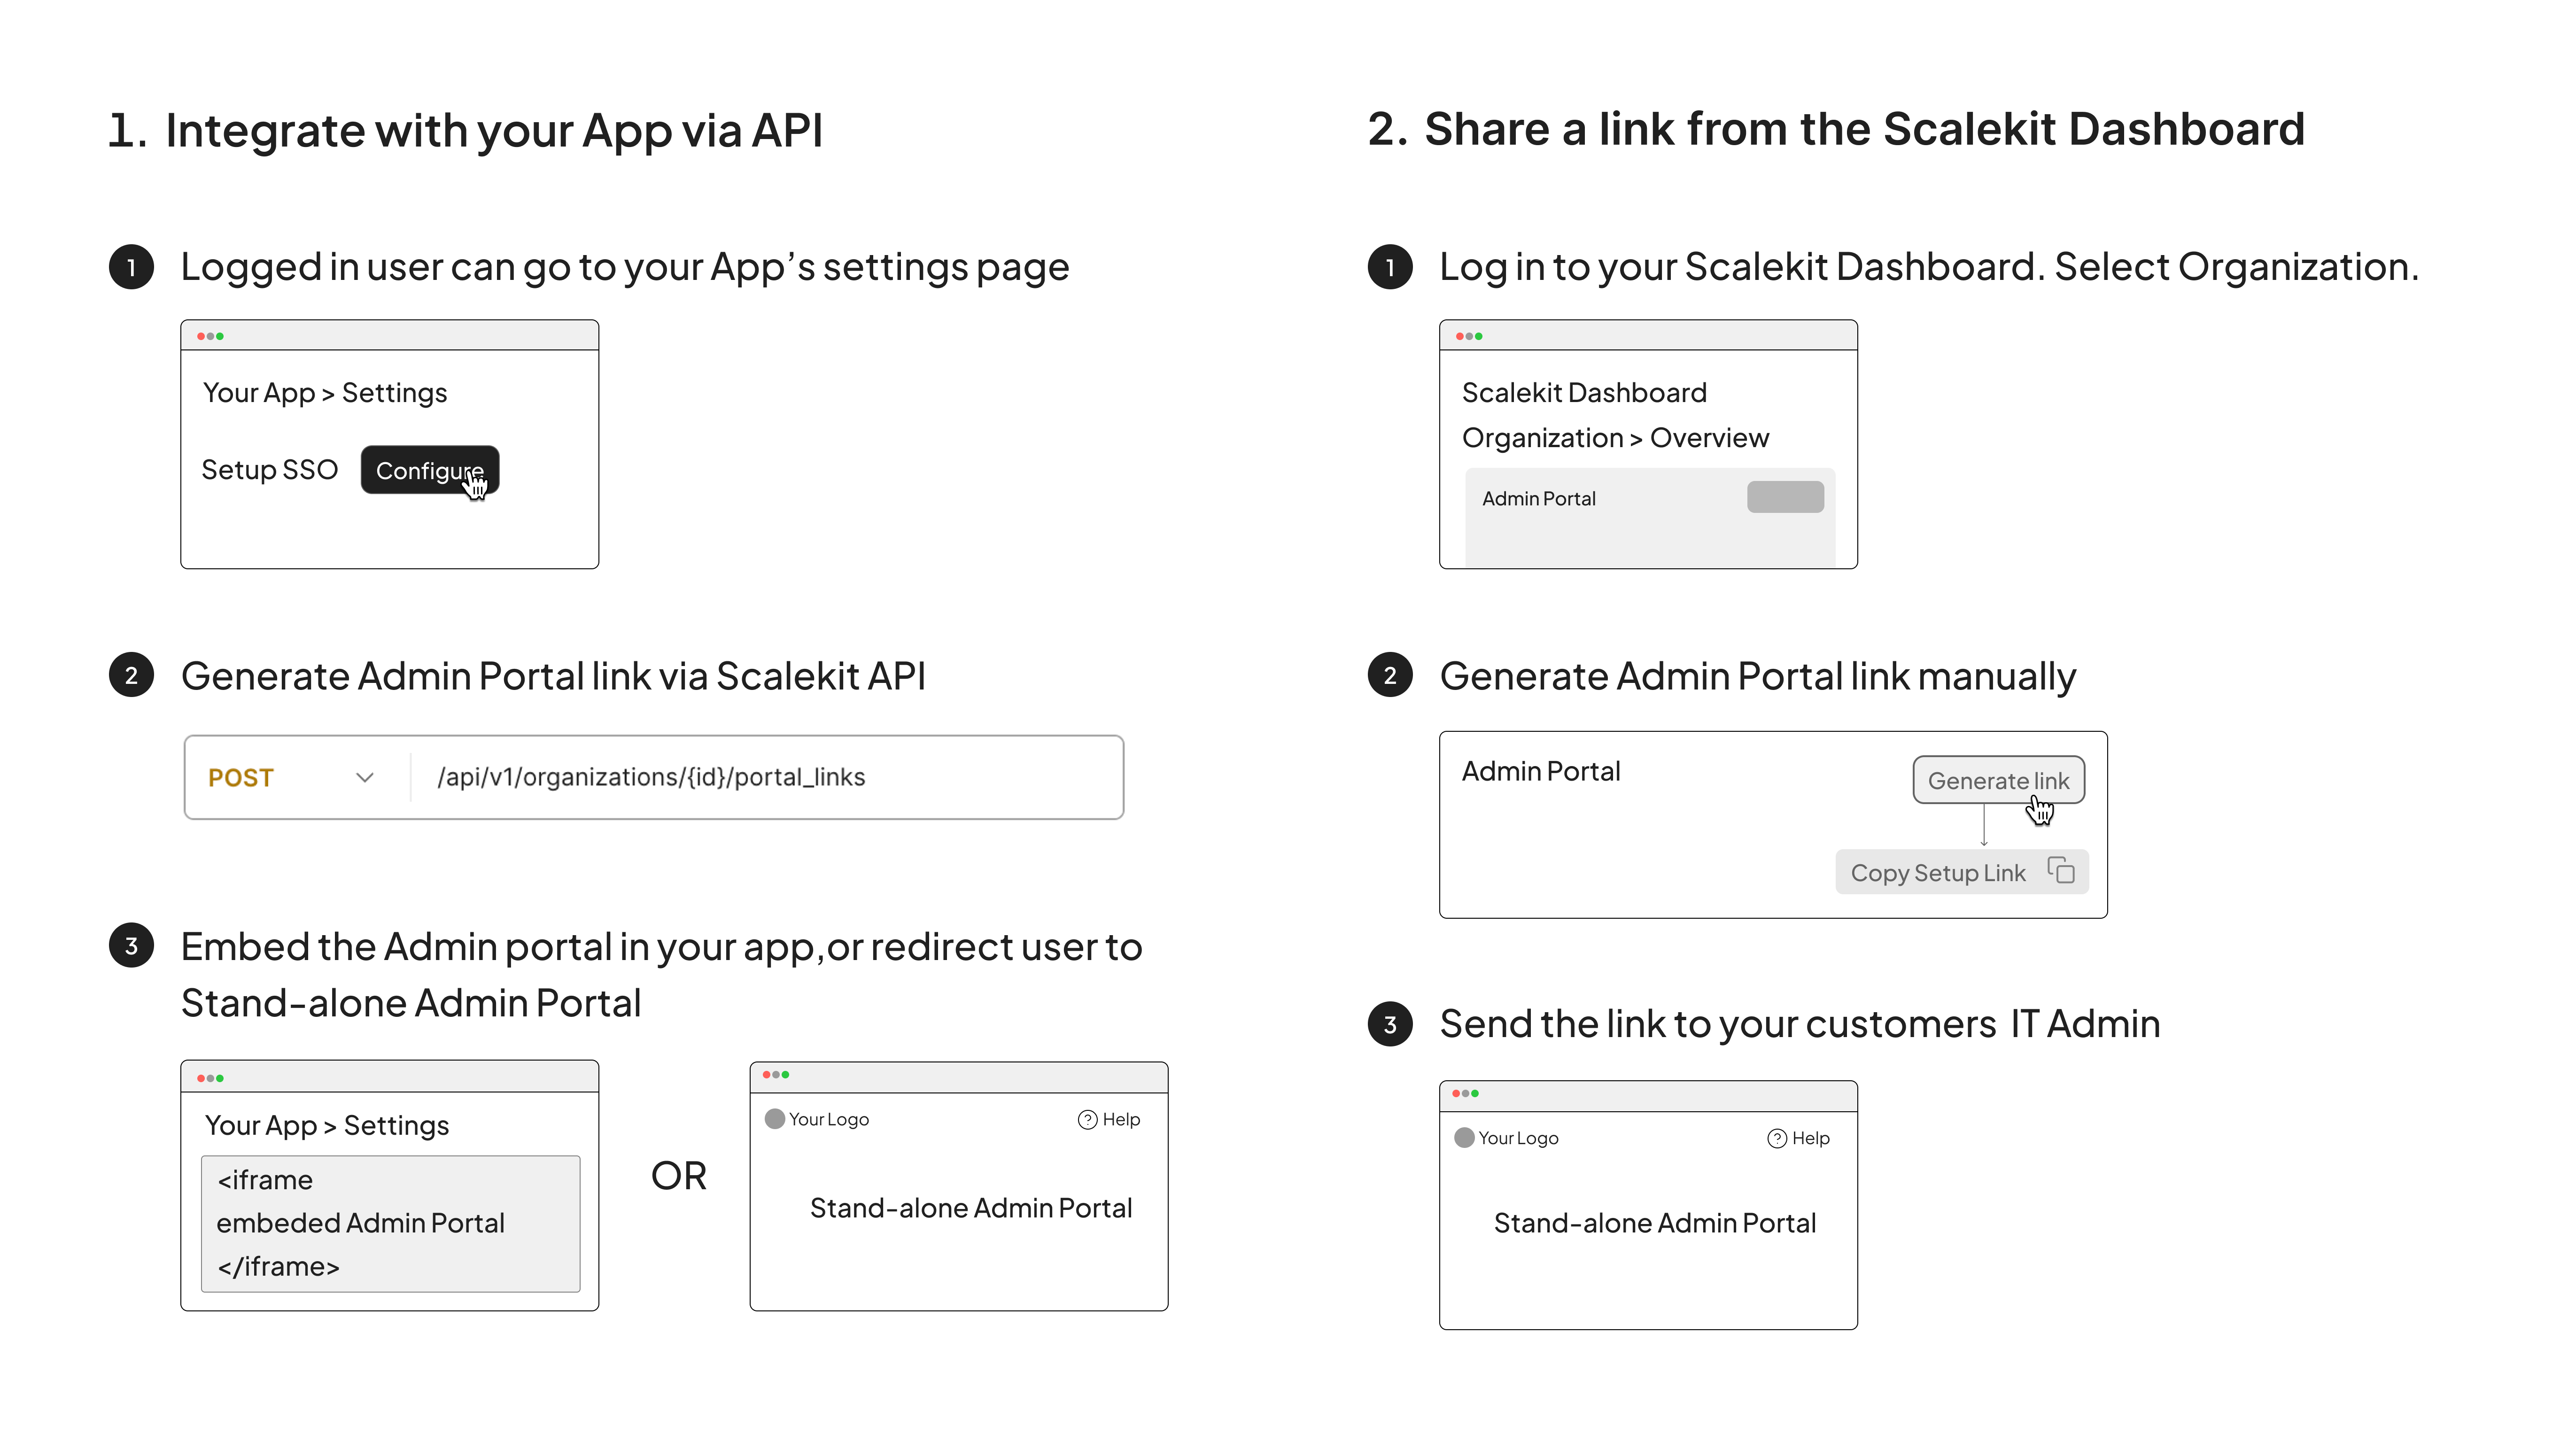 1. Integrate with your App via API
1 Logged in user can go to your App’s settings page
Your App > Settings
Setup SSO Configure
2 Generate Admin Portal link via Scalekit API
POST /api/v1/organizations/{id}/portal_links
3 Embed the Admin portal in your app,or redirect user to
Stand-alone Admin Portal
Your App > Settings
<iframe
embeded Admin Portal
</iframe>
OR
Your Logo ? Help
Stand-alone Admin Portal
2. Share a link from the Scalekit Dashboard
1 Log in to your Scalekit Dashboard. Select Organization.
Scalekit Dashboard
Organization > Overview
Admin Portal
2 Generate Admin Portal link manually
Admin Portal Generate link
Copy Setup Link
3 Send the link to your customers IT Admin
Your Logo ? Help
Stand-alone Admin Portal